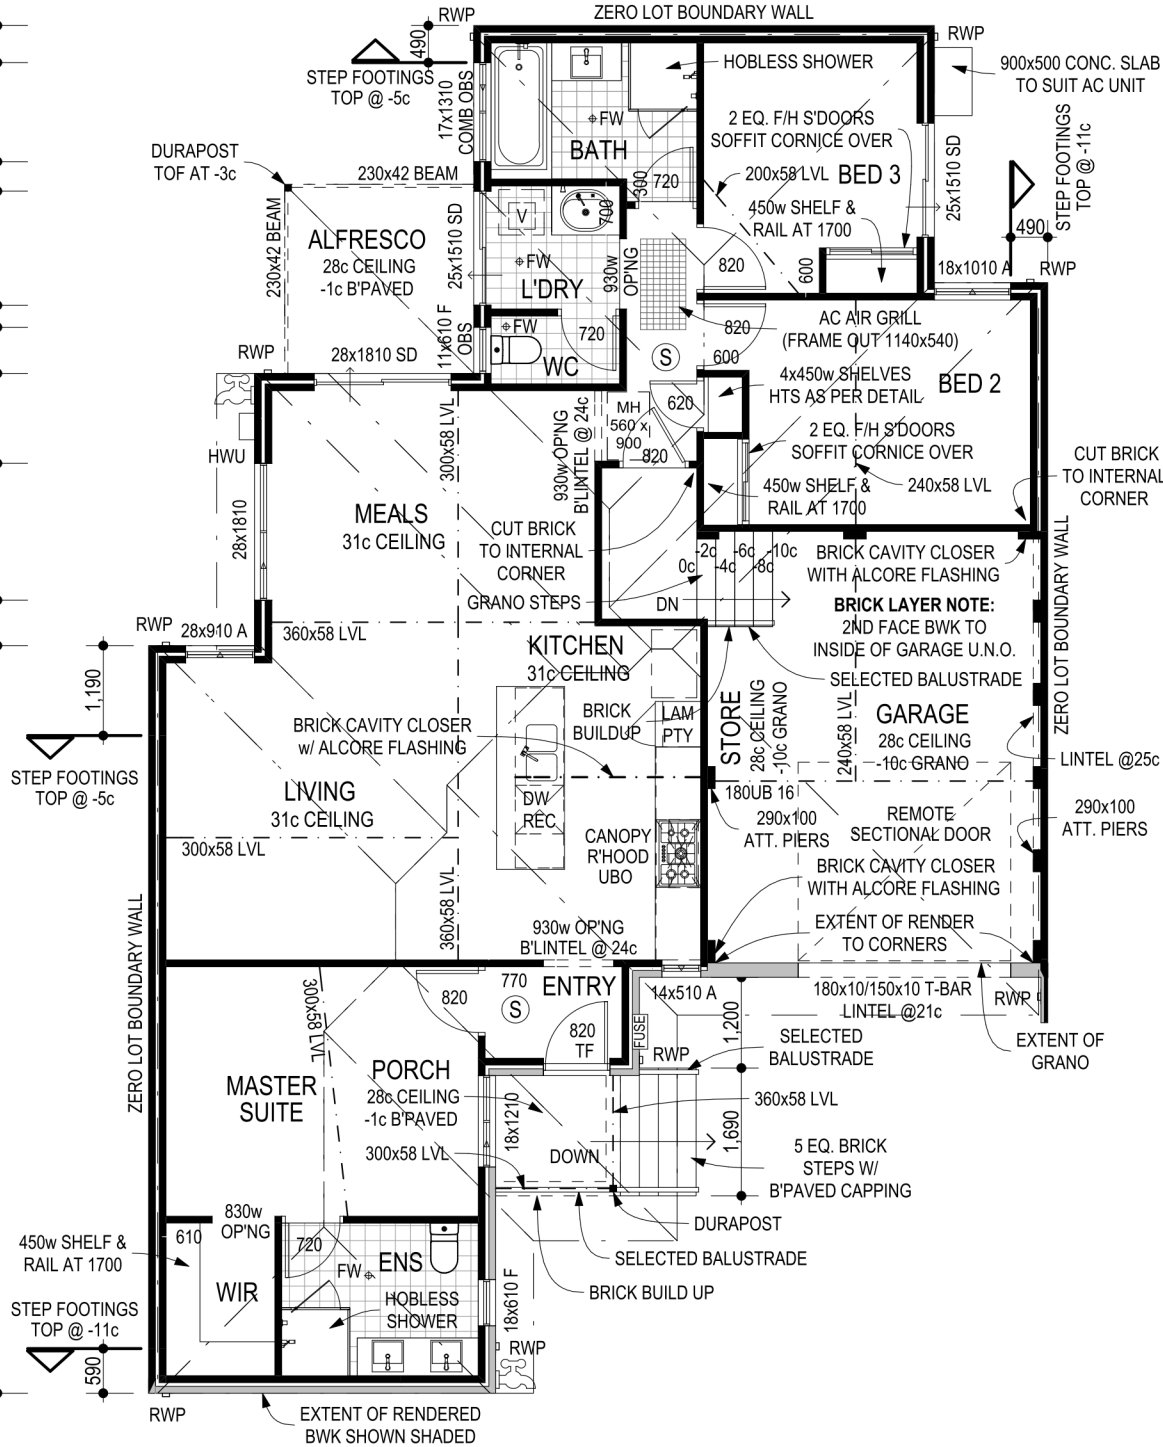 ZERO LOT BOUNDARY WALL
RWP
RWP
490
STEP FOOTINGS
TOP @ -5c
17x1310
COMB OBS
HOBLESS SHOWER
900x500 CONC. SLAB
TO SUIT AC UNIT
2 EQ. F/H S'DOORS
SOFFIT CORNICE OVER
FW
BATH
BED 3
STEP FOOTINGS
TOP @ -11c
DURAPOST
TOF AT -3c
230x42 BEAM
720
300
200x58 LVL
25x1510 SD
450w SHELF &
RAIL AT 1700
V
700
490
230x42 BEAM
ALFRESCO
28c CEILING
-1c B'PAVED
25x1510 SD
FW
L'DRY
930w
OP'NG
820
600
18x1010 A
RWP
FW
720
WC
11x610 F
OBS
820
AC AIR GRILL
(FRAME OUT 1140x540)
S
600
RWP
28x1810 SD
4x450w SHELVES
HTS AS PER DETAIL
BED 2
620
MH
560 x
900
820
2 EQ. F/H S'DOORS
SOFFIT CORNICE OVER
HWU
300x58 LVL
930w OP'NG
B'LINTEL @ 24c
450w SHELF &
RAIL AT 1700
240x58 LVL
CUT BRICK
TO INTERNAL
CORNER
28x1810
MEALS
31c CEILING
CUT BRICK
TO INTERNAL
CORNER
0c
-2c
-4c
-6c
-8c
-10c
BRICK CAVITY CLOSER
WITH ALCORE FLASHING
GRANO STEPS
DN
BRICK LAYER NOTE:
2ND FACE BWK TO
INSIDE OF GARAGE U.N.O.
ZERO LOT BOUNDARY WALL
RWP
28x910 A
360x58 LVL
KITCHEN
31c CEILING
SELECTED BALUSTRADE
1,190
STEP FOOTINGS
TOP @ -5c
BRICK
BUILDUP
LAM
PTY
STORE
28c CEILING
-10c GRANO
240x58 LVL
GARAGE
28c CEILING
-10c GRANO
BRICK CAVITY CLOSER
w/ ALCORE FLASHING
LINTEL @25c
LIVING
31c CEILING
DW
REC
180UB 16
290x100
ATT. PIERS
REMOTE
SECTIONAL DOOR
290x100
ATT. PIERS
300x58 LVL
CANOPY
R'HOOD
UBO
BRICK CAVITY CLOSER
WITH ALCORE FLASHING
360x58 LVL
930w OP'NG
B'LINTEL @ 24c
EXTENT OF RENDER
TO CORNERS
ZERO LOT BOUNDARY WALL
300x58 LVL
820
770
S
ENTRY
820
TF
14x510 A
FUSE
RWP
1,200
180x10/150x10 T-BAR
LINTEL @21c
RWP
SELECTED
BALUSTRADE
EXTENT OF
GRANO
MASTER
SUITE
PORCH
28c CEILING
-1c B'PAVED
18x1210
360x58 LVL
1,690
300x58 LVL
DOWN
5 EQ. BRICK
STEPS W/
B'PAVED CAPPING
DURAPOST
SELECTED BALUSTRADE
BRICK BUILD UP
450w SHELF &
RAIL AT 1700
610
830w
OP'NG
720
FW
ENS
WIR
HOBLESS
SHOWER
18x610 F
STEP FOOTINGS
TOP @ -11c
590
RWP
RWP
EXTENT OF RENDERED
BWK SHOWN SHADED